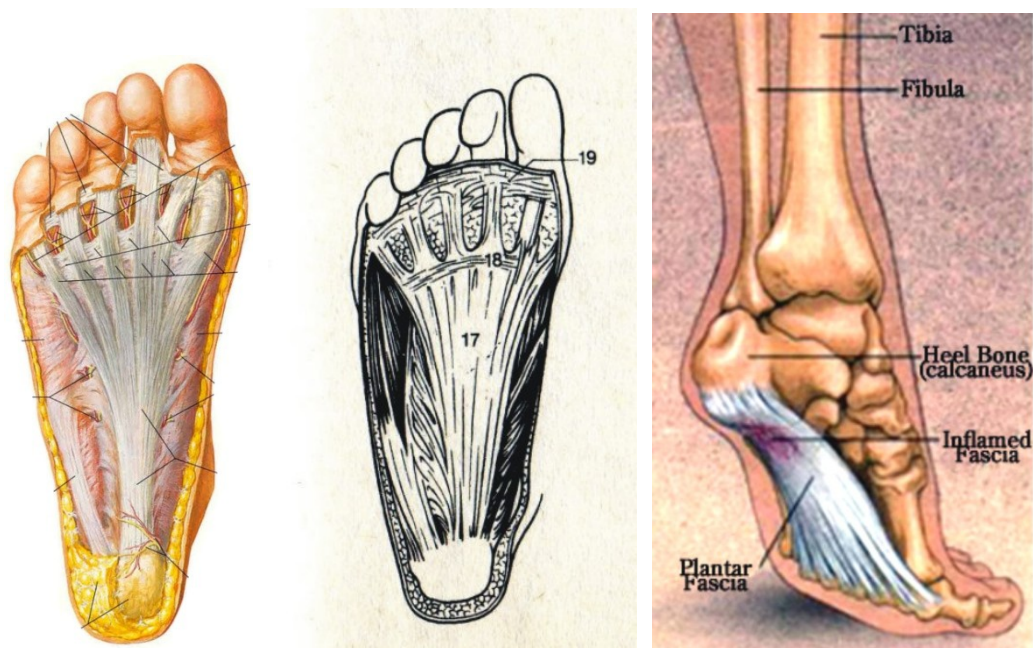 19
18
17
Tibia
Fibula
Heel Bone
(calcaneus)
Inflamed
Fascia
Plantar
Fascia